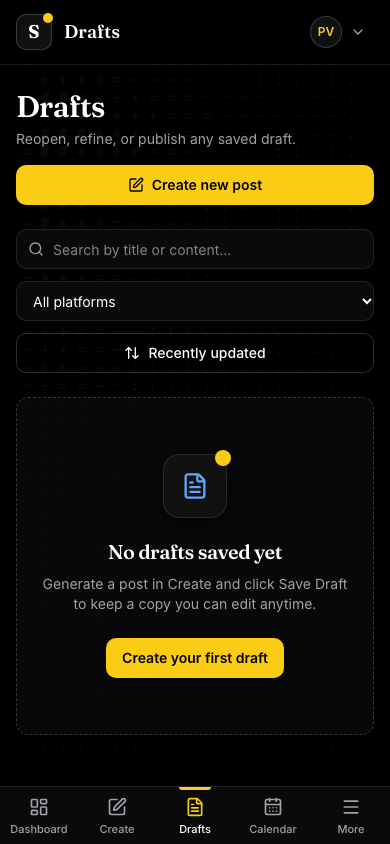 S Drafts PV
Drafts
Reopen, refine, or publish any saved draft.
Create new post
Search by title or content...
All platforms
Recently updated
No drafts saved yet
Generate a post in Create and click Save Draft
to keep a copy you can edit anytime.
Create your first draft
Dashboard Create Drafts Calendar More